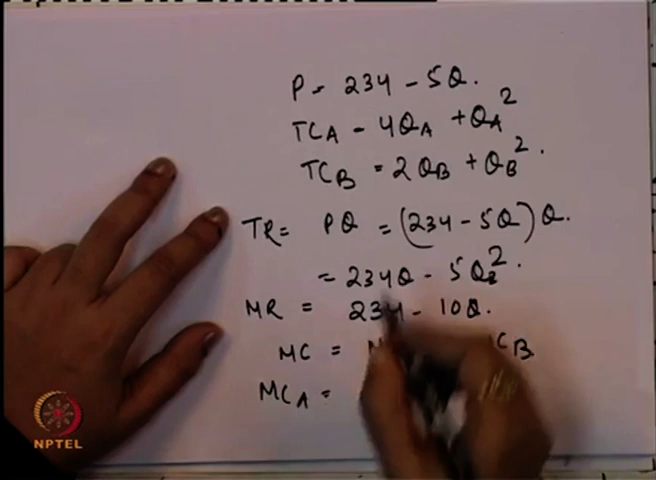 P = 234 - 5Q.
TCA - 4QA + QA²
TCB = 2QB + QB².
TR = PQ = (234 - 5Q) Q.
= 234Q - 5Q².
MR = 234 - 10Q.
MC = CB
MCA =
NPTEL